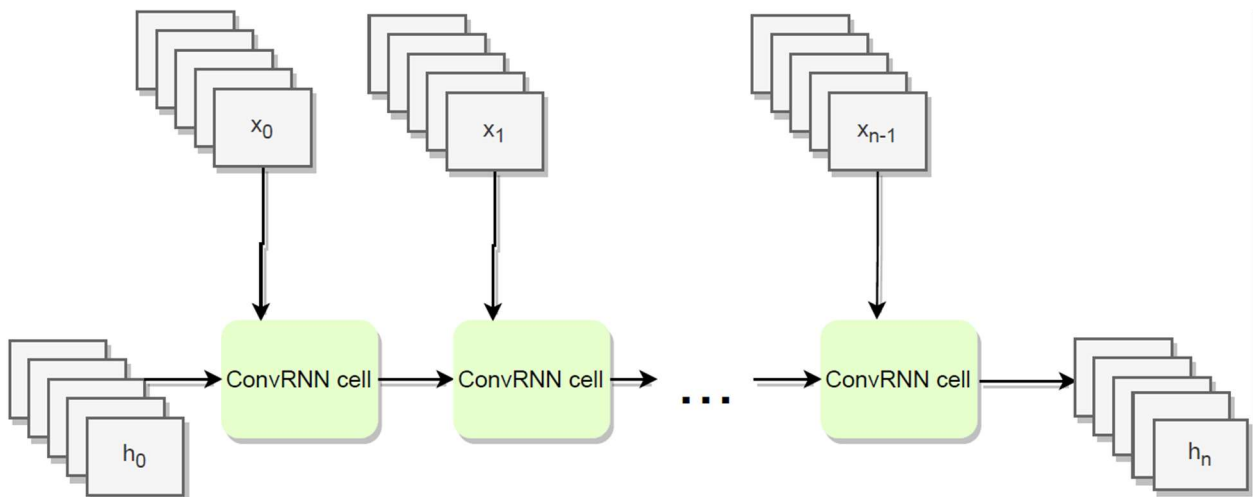 x₀
x₁
xₙ₋₁
ConvRNN cell
ConvRNN cell
...
ConvRNN cell
h₀
hₙ